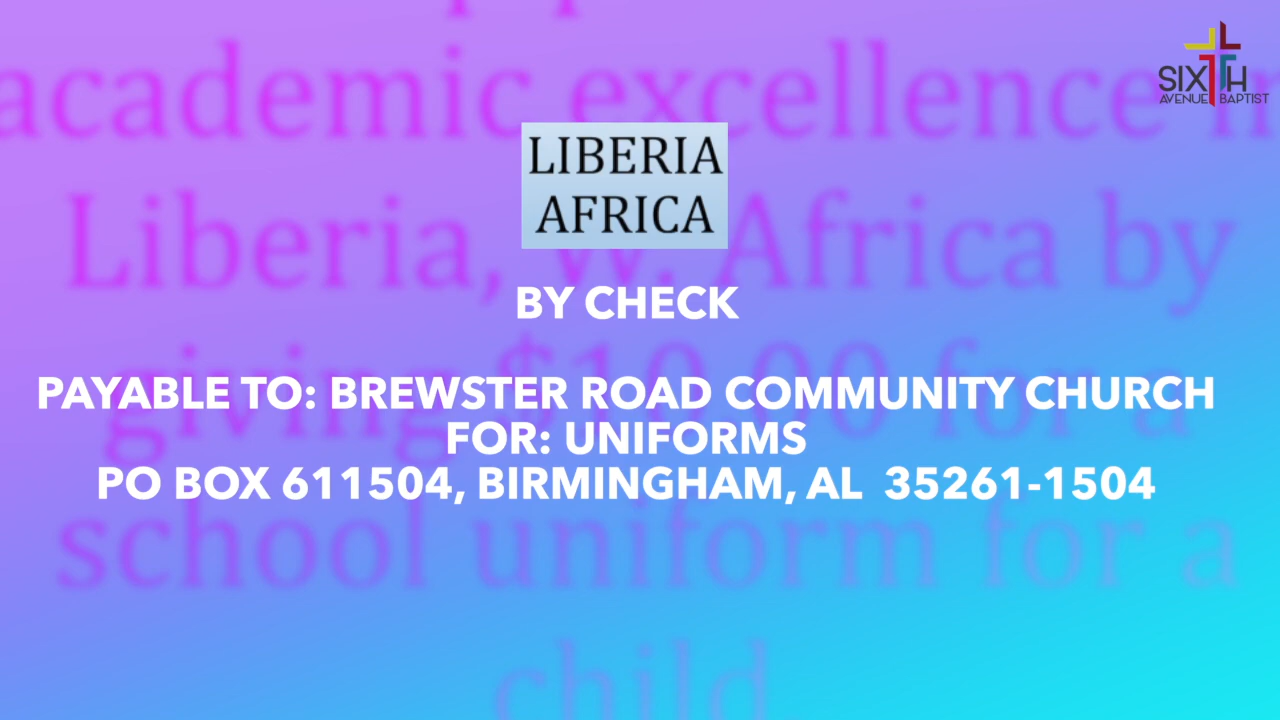 academic excellence in
SIXTH
AVENUE BAPTIST
LIBERIA
AFRICA
Liberia, W. Africa by
BY CHECK
giving $10.00 for a
PAYABLE TO: BREWSTER ROAD COMMUNITY CHURCH
FOR: UNIFORMS
PO BOX 611504, BIRMINGHAM, AL 35261-1504
school uniform for a
child